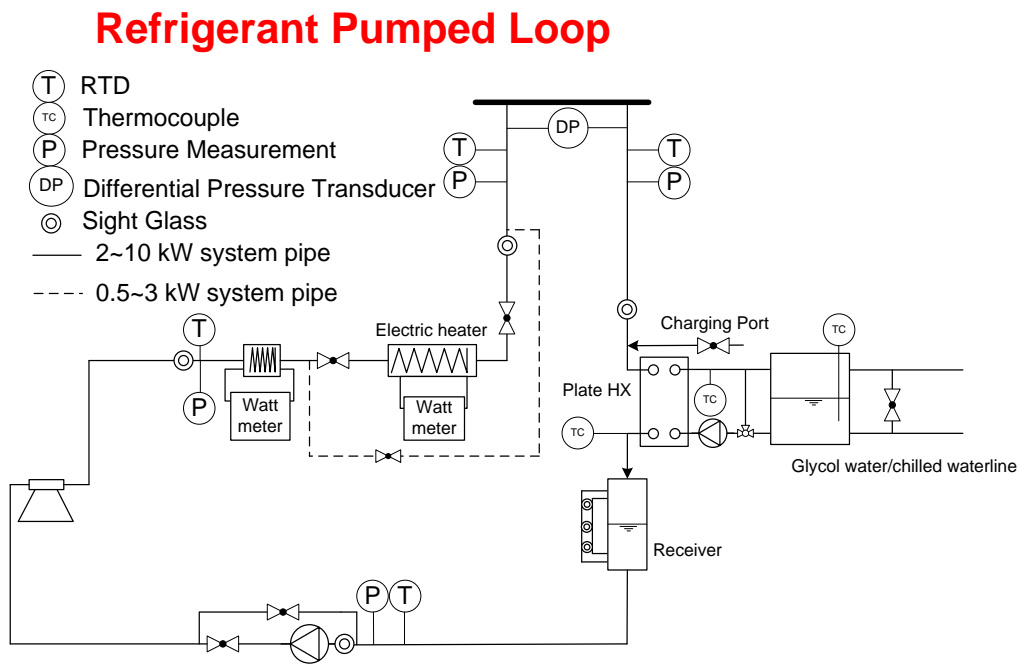 Refrigerant Pumped Loop
T RTD
TC Thermocouple
P Pressure Measurement
DP Differential Pressure Transducer
Sight Glass
2~10 kW system pipe
0.5~3 kW system pipe
DP
T
P
T
P
T
P
Electric heater
Watt
meter
Watt
meter
Charging Port
TC
Plate HX
TC
TC
Glycol water/chilled waterline
Receiver
P
T